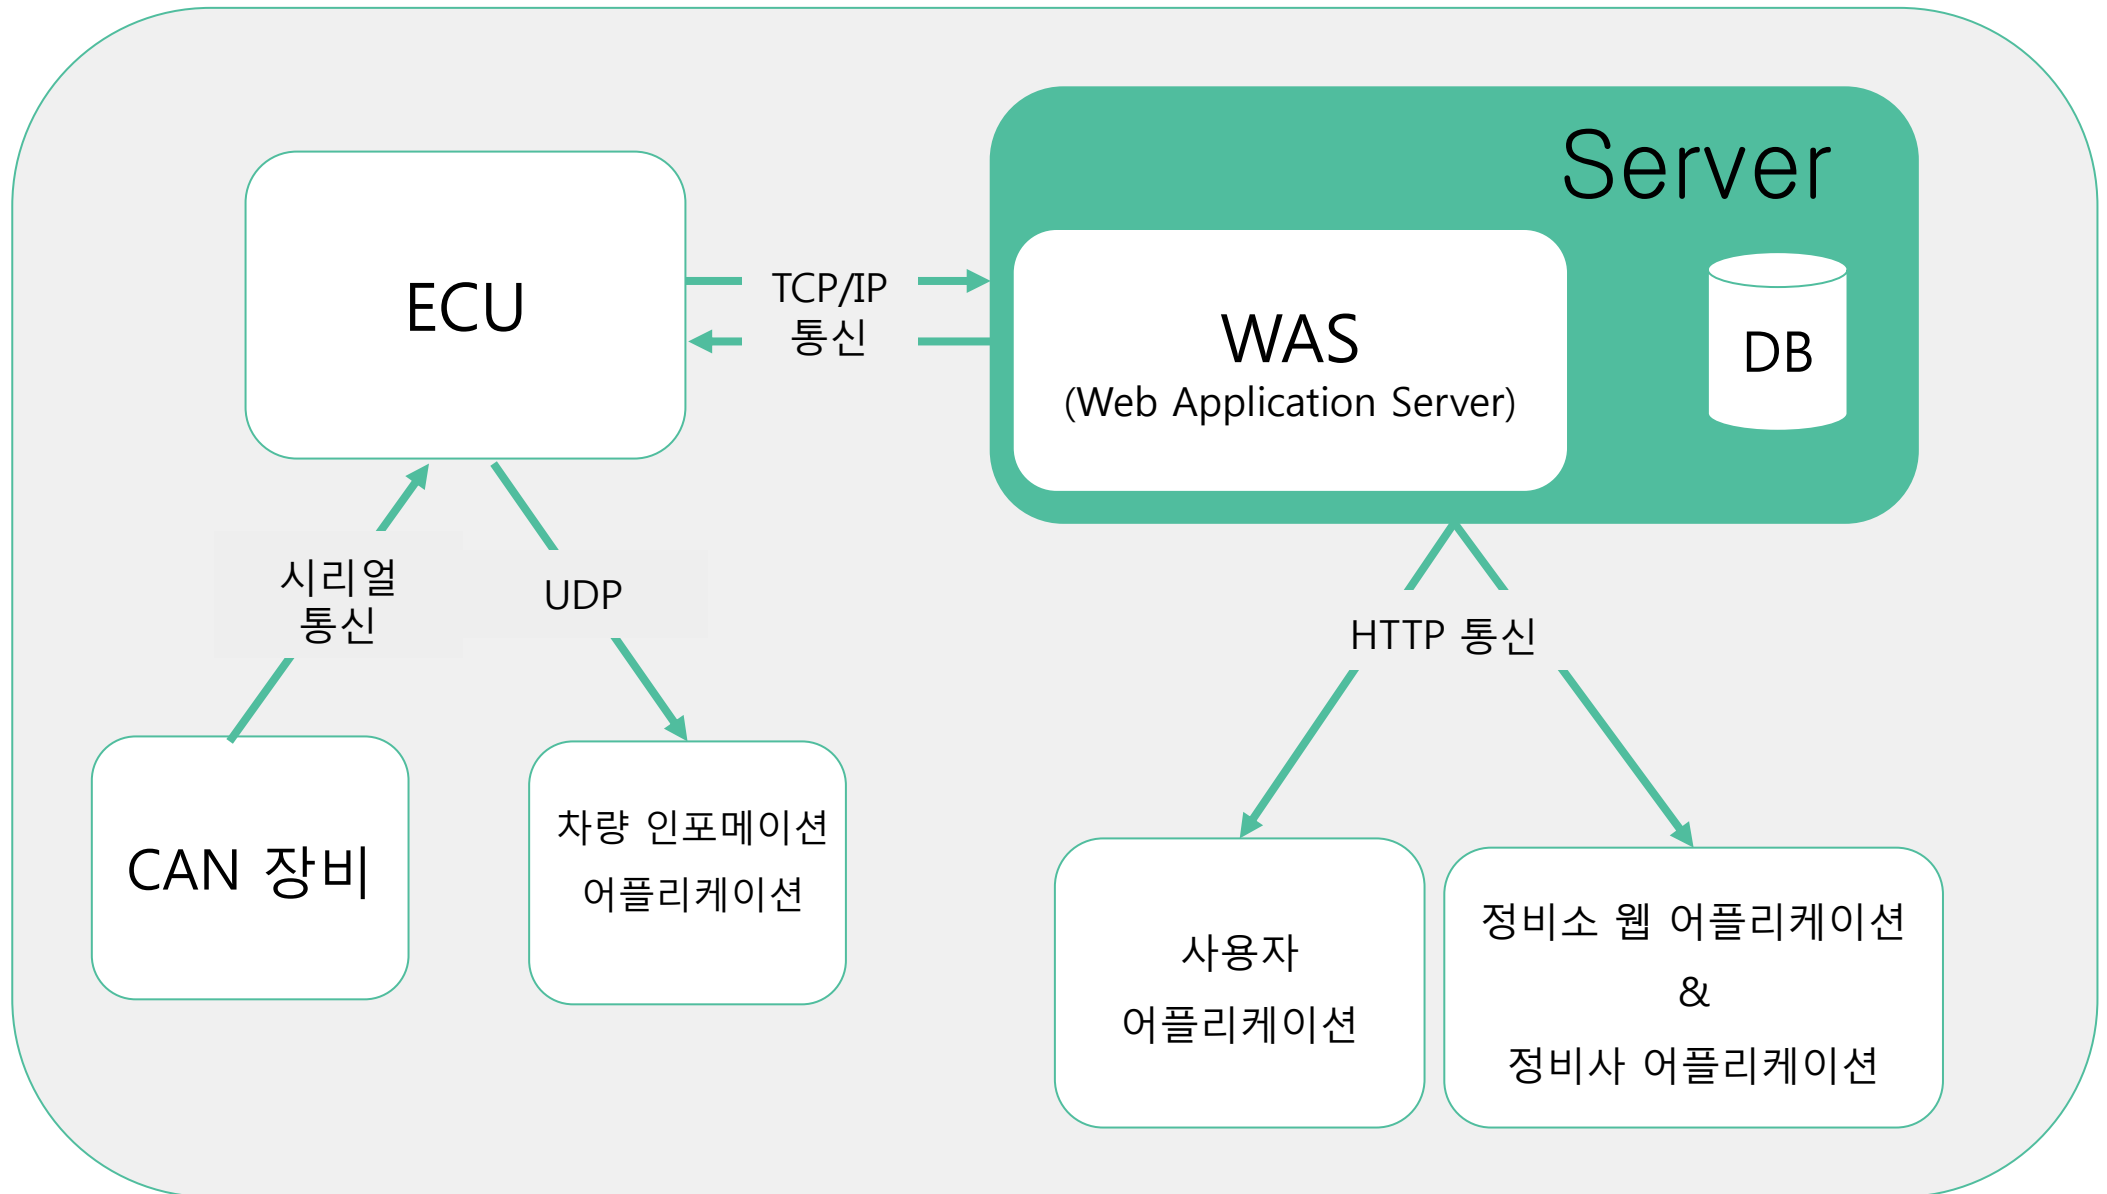 Server
ECU
TCP/IP
통신
WAS
(Web Application Server)
DB
시리얼
통신
UDP
HTTP 통신
CAN 장비
차량 인포메이션
어플리케이션
사용자
어플리케이션
정비소 웹 어플리케이션
&
정비사 어플리케이션